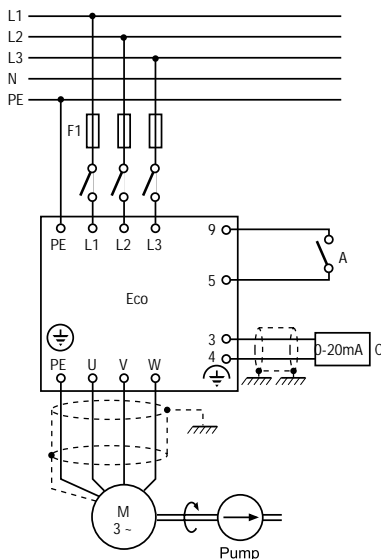 L1
L2
L3
N
PE
F1
PE L1 L2 L3
9
A
5
Eco
3
0-20mA 0
4
PE U V W
M
3 ~
Pump